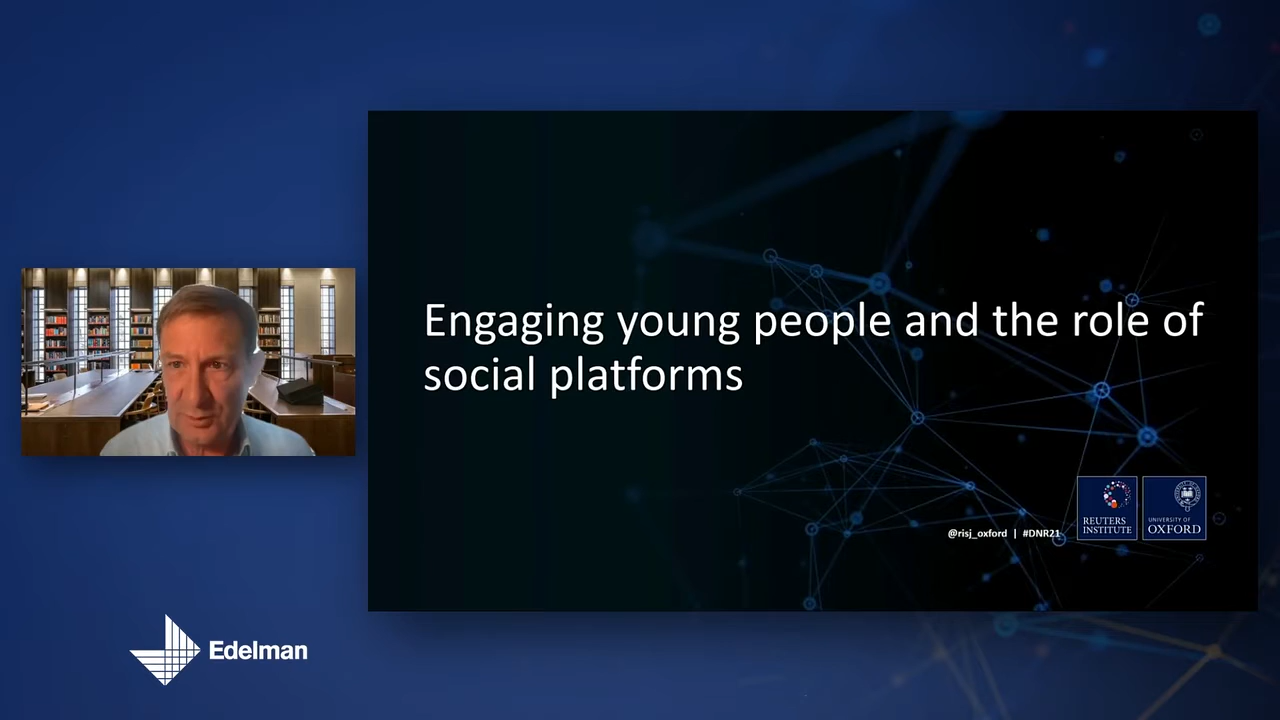 Engaging young people and the role of
social platforms
@risj_oxford | #DNR21
REUTERS
INSTITUTE
UNIVERSITY OF
OXFORD
Edelman